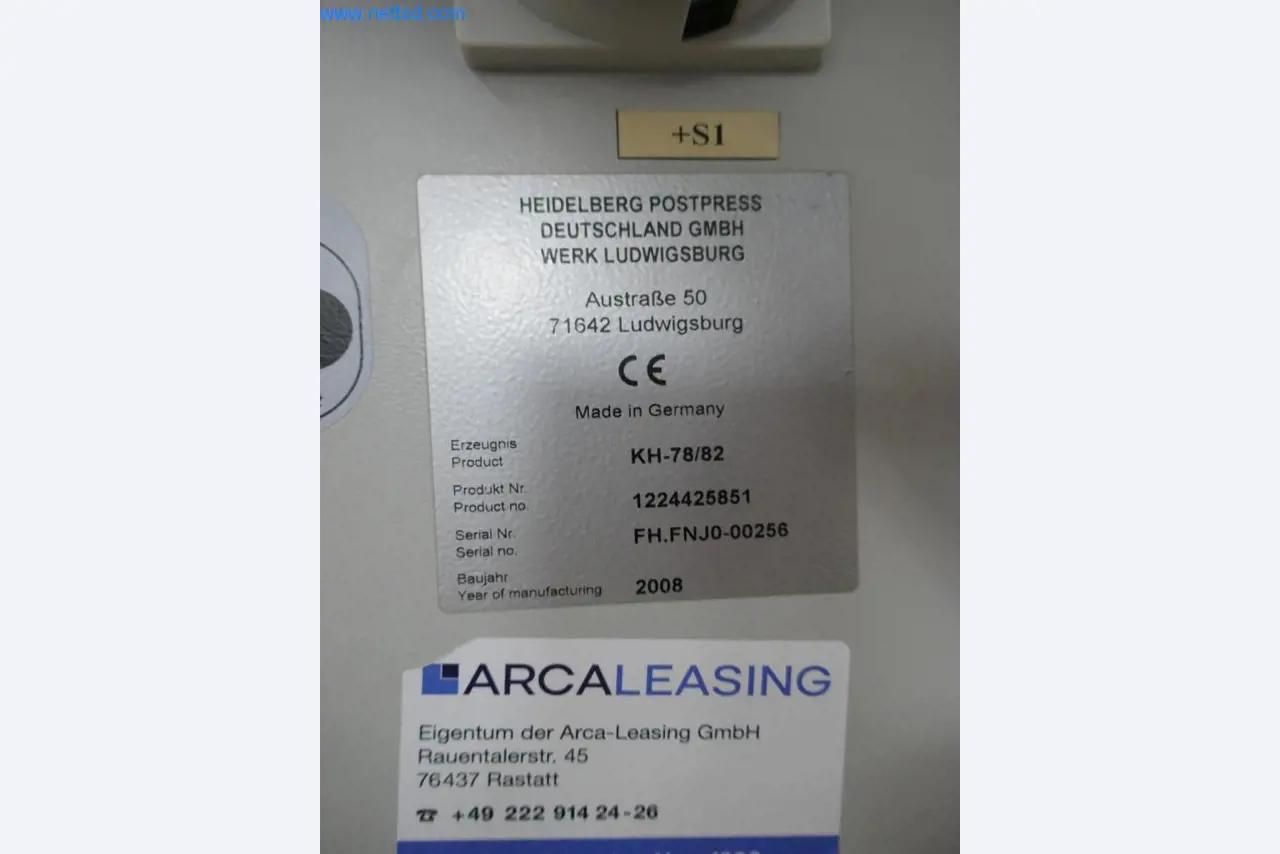 www.netbid.com
+S1
HEIDELBERG POSTPRESS
DEUTSCHLAND GMBH
WERK LUDWIGSBURG
Austraße 50
71642 Ludwigsburg
CE
Made in Germany
Erzeugnis
Product KH-78/82
Produkt Nr.
Product no. 1224425851
Serial Nr. FH.FNJ0-00256
Serial no.
Baujahr
Year of manufacturing 2008
ARCALEASING
Eigentum der Arca-Leasing GmbH
Rauentalerstr. 45
76437 Rastatt
☎ +49 222 914 24-26